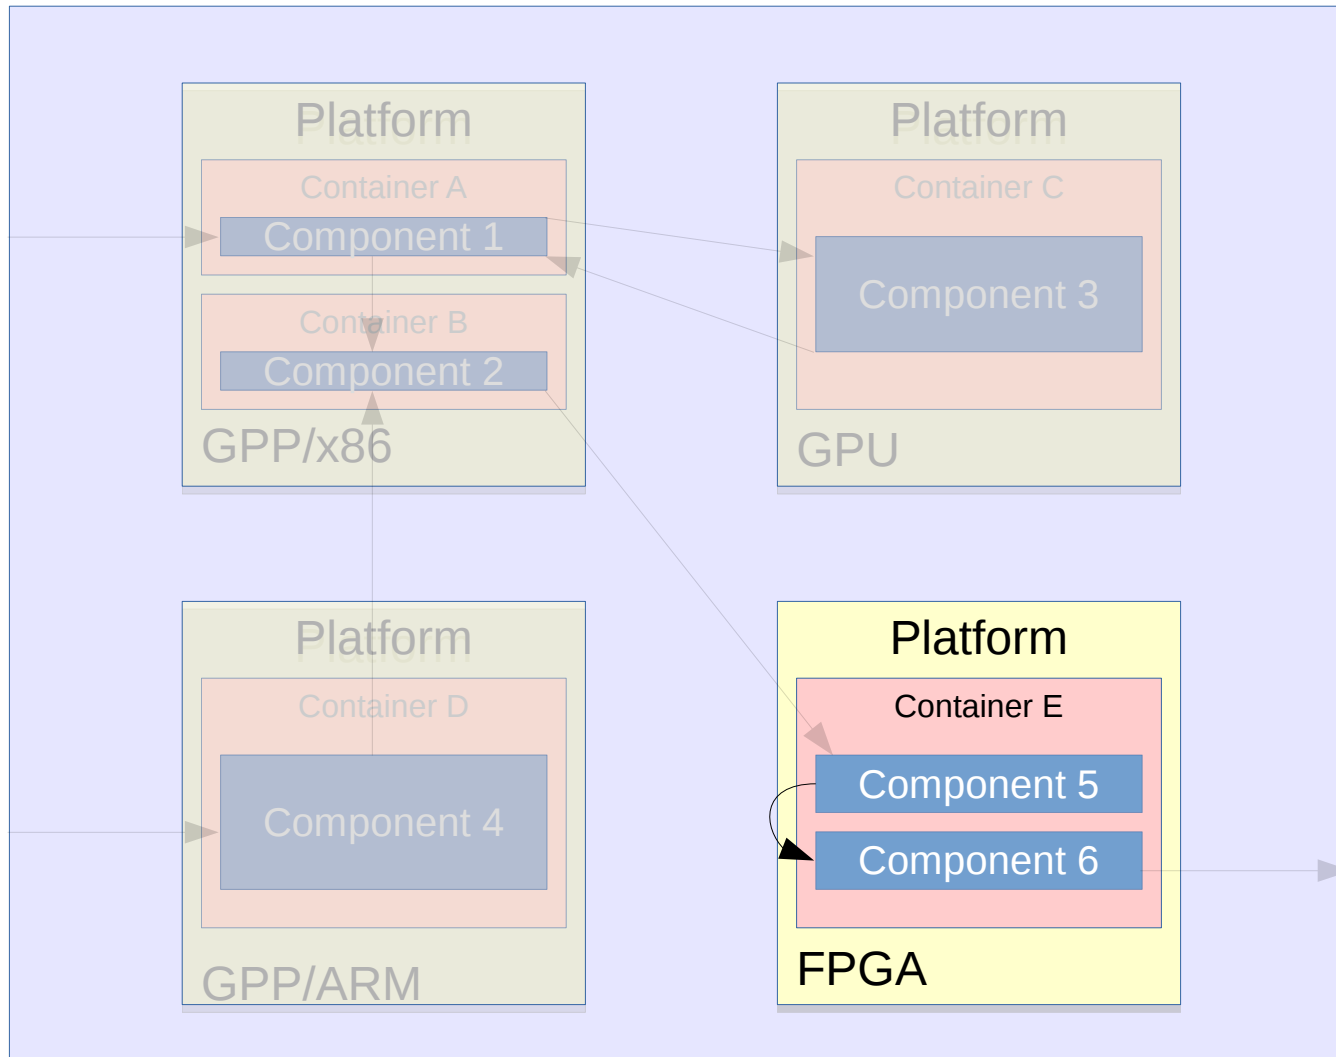 Platform
Container A
Component 1
Container B
Component 2
GPP/x86
Platform
Container C
Component 3
GPU
Platform
Container D
Component 4
GPP/ARM
Platform
Container E
Component 5
Component 6
FPGA